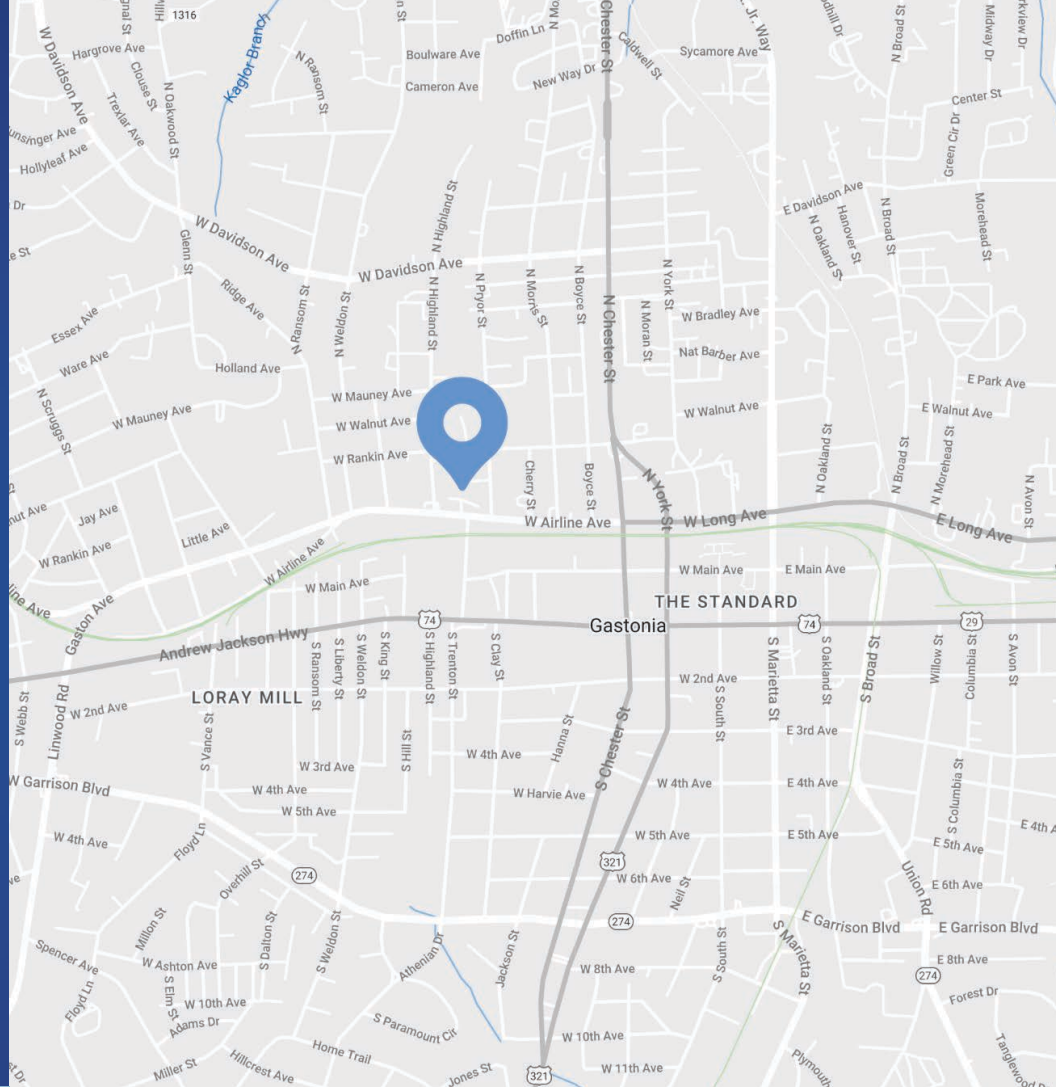 1316
Hargrove Ave
Doffin Ln
Boulware Ave
Caldwell St
Sycamore Ave
Jr. Way
N Broad St
Midway Dr
W Davidson Ave
Clouse St
Kaglor Branch
N Ransom St
Cameron Ave
New Way Dr
Chester St
Center St
Trexlar Ave
N Oakwood St
Green Cir Dr
Hollyleaf Ave
E Davidson Ave
Dr
N Highland St
N Oakland St
Hanover St
N Broad St
Morehead St
W Davidson Ave
Glenn St
W Davidson Ave
N York St
Ridge Ave
N Ransom St
N Weldon St
N Highland St
N Pryor St
N Morris St
N Boyce St
N Chester St
N Moran St
W Bradley Ave
Essex Ave
Nat Barber Ave
Ware Ave
Holland Ave
E Park Ave
N Scruggs St
W Mauney Ave
W Mauney Ave
W Walnut Ave
W Walnut Ave
E Walnut Ave
W Rankin Ave
Cherry St
Boyce St
N York St
N Oakland St
N Broad St
N Morehead St
N Avon St
Jay Ave
Little Ave
W Airline Ave
W Long Ave
E Long Ave
W Rankin Ave
W Airline Ave
W Main Ave
W Main Ave
E Main Ave
Gaston Ave
THE STANDARD
74
Gastonia
74
29
Andrew Jackson Hwy
S Ransom St
S Liberty St
S Weldon St
S King St
S Highland St
S Trenton St
S Clay St
S Marietta St
S Oakland St
S Broad St
Willow St
Columbia St
S Avon St
LORAY MILL
W 2nd Ave
S South St
S Webb St
Linwood Rd
W 2nd Ave
S Vance St
S Hill St
Hanna St
S Chester St
E 3rd Ave
W 4th Ave
W 3rd Ave
W Garrison Blvd
W 4th Ave
W Harvie Ave
W 4th Ave
E 4th Ave
S Columbia St
W 5th Ave
W 4th Ave
Floyd Ln
W 5th Ave
E 5th Ave
E 5th Ave
E 4th
321
274
Overhill St
W 6th Ave
Neil St
Union Rd
E 6th Ave
Millon St
S Dalton St
S Weldon St
274
E Garrison Blvd
E Garrison Blvd
Spencer Ave
W Ashton Ave
Athenian Dr
Jackson St
W 8th Ave
S South St
S Marietta St
E 8th Ave
274
Floyd Ln
S Elm St
W 10th Ave
Adams Dr
S Paramount Cir
Forest Dr
W 10th Ave
Home Trail
Miller St
Hillcrest Ave
Jones St
321
W 11th Ave